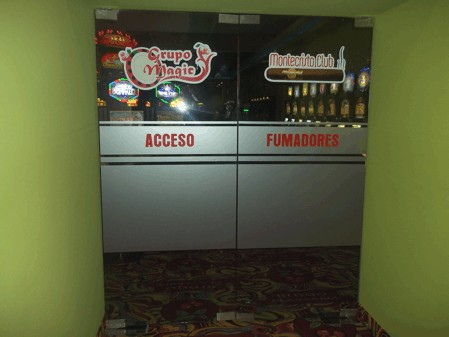 Grupo
Magic
Montecristo Club
ACCESO
FUMADORES